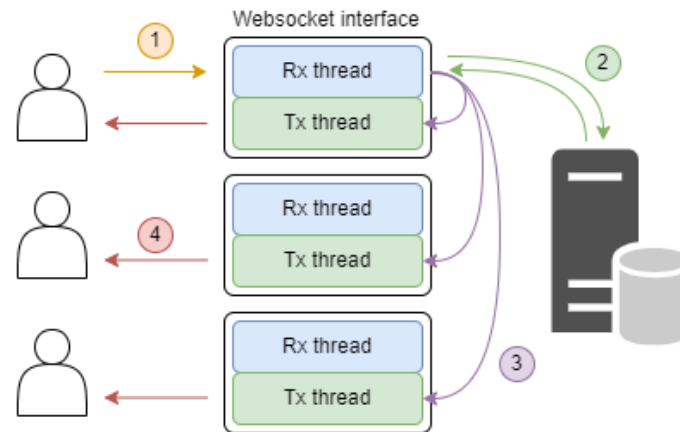 Websocket interface
1
Rx thread
2
Tx thread
Rx thread
4
Tx thread
Rx thread
3
Tx thread